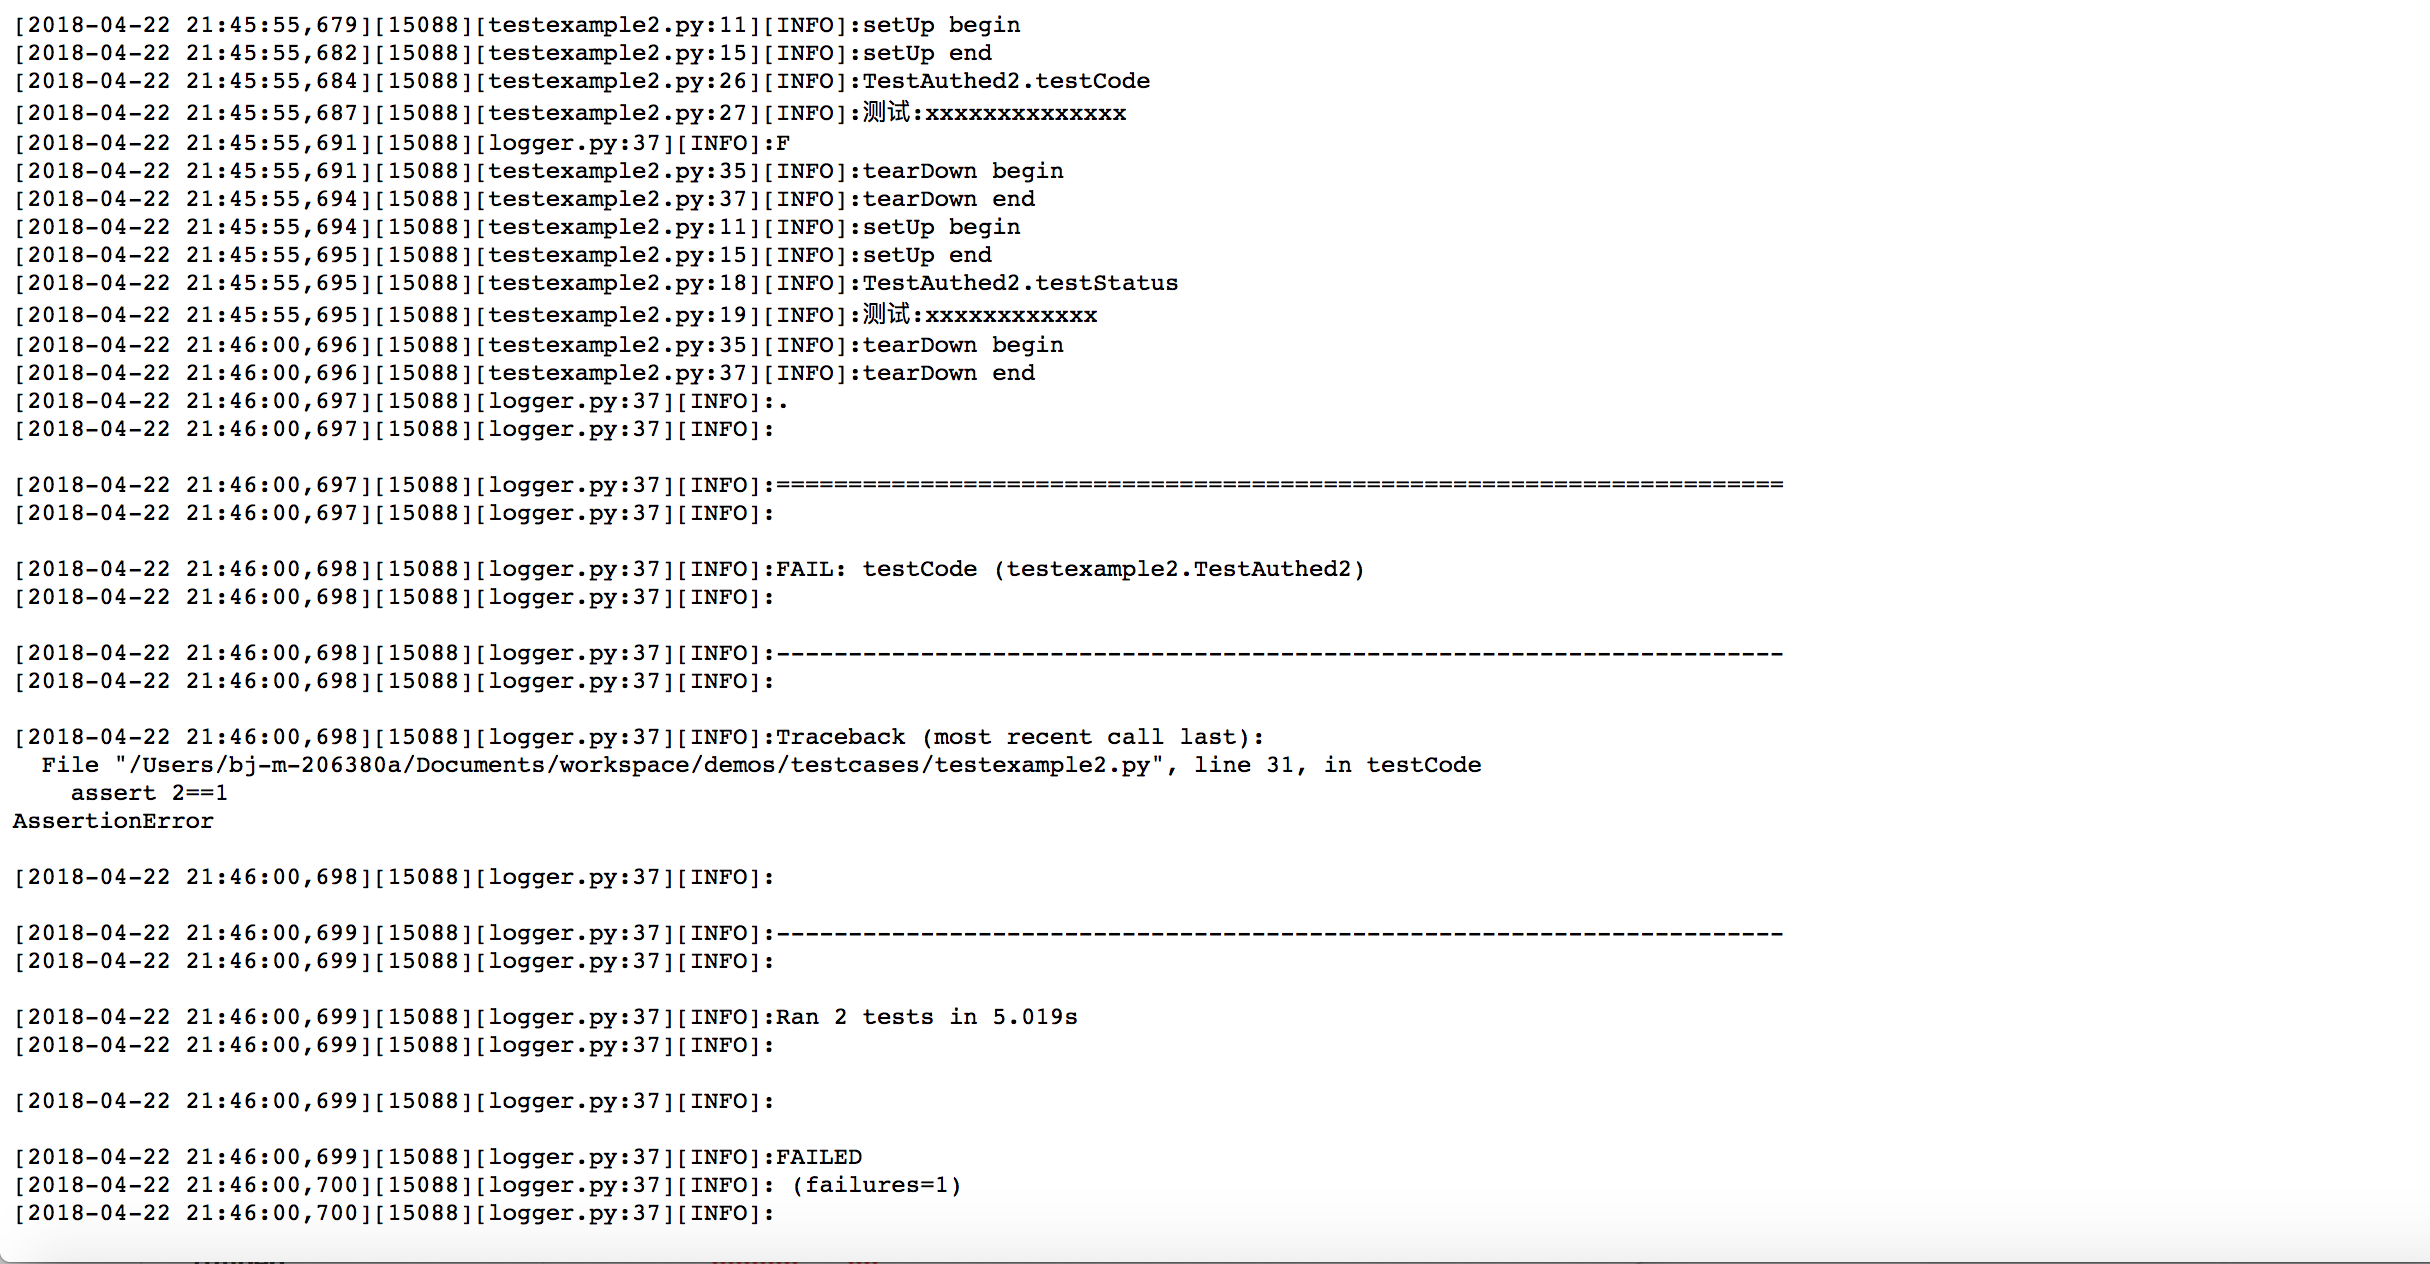 [2018-04-22 21:45:55,679][15088][testexample2.py:11][INFO]:setUp begin
[2018-04-22 21:45:55,682][15088][testexample2.py:15][INFO]:setUp end
[2018-04-22 21:45:55,684][15088][testexample2.py:26][INFO]:TestAuthed2.testCode
[2018-04-22 21:45:55,687][15088][testexample2.py:27][INFO]:测试:xxxxxxxxxxxxxx
[2018-04-22 21:45:55,691][15088][logger.py:37][INFO]:F
[2018-04-22 21:45:55,691][15088][testexample2.py:35][INFO]:tearDown begin
[2018-04-22 21:45:55,694][15088][testexample2.py:37][INFO]:tearDown end
[2018-04-22 21:45:55,694][15088][testexample2.py:11][INFO]:setUp begin
[2018-04-22 21:45:55,695][15088][testexample2.py:15][INFO]:setUp end
[2018-04-22 21:45:55,695][15088][testexample2.py:18][INFO]:TestAuthed2.testStatus
[2018-04-22 21:45:55,695][15088][testexample2.py:19][INFO]:测试:xxxxxxxxxxxx
[2018-04-22 21:46:00,696][15088][testexample2.py:35][INFO]:tearDown begin
[2018-04-22 21:46:00,696][15088][testexample2.py:37][INFO]:tearDown end
[2018-04-22 21:46:00,697][15088][logger.py:37][INFO]:.
[2018-04-22 21:46:00,697][15088][logger.py:37][INFO]:
[2018-04-22 21:46:00,697][15088][logger.py:37][INFO]:======================================================================
[2018-04-22 21:46:00,697][15088][logger.py:37][INFO]:
[2018-04-22 21:46:00,698][15088][logger.py:37][INFO]:FAIL: testCode (testexample2.TestAuthed2)
[2018-04-22 21:46:00,698][15088][logger.py:37][INFO]:
[2018-04-22 21:46:00,698][15088][logger.py:37][INFO]:----------------------------------------------------------------------
[2018-04-22 21:46:00,698][15088][logger.py:37][INFO]:
[2018-04-22 21:46:00,698][15088][logger.py:37][INFO]:Traceback (most recent call last):
  File "/Users/bj-m-206380a/Documents/workspace/demos/testcases/testexample2.py", line 31, in testCode
    assert 2==1
AssertionError
[2018-04-22 21:46:00,698][15088][logger.py:37][INFO]:
[2018-04-22 21:46:00,699][15088][logger.py:37][INFO]:----------------------------------------------------------------------
[2018-04-22 21:46:00,699][15088][logger.py:37][INFO]:
[2018-04-22 21:46:00,699][15088][logger.py:37][INFO]:Ran 2 tests in 5.019s
[2018-04-22 21:46:00,699][15088][logger.py:37][INFO]:
[2018-04-22 21:46:00,699][15088][logger.py:37][INFO]:
[2018-04-22 21:46:00,699][15088][logger.py:37][INFO]:FAILED
[2018-04-22 21:46:00,700][15088][logger.py:37][INFO]: (failures=1)
[2018-04-22 21:46:00,700][15088][logger.py:37][INFO]: